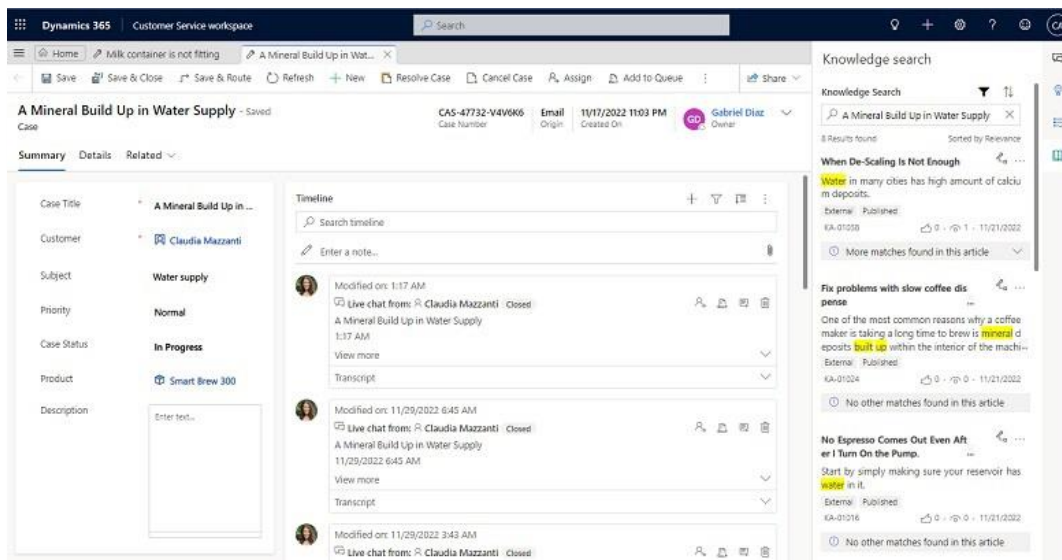 Dynamics 365 Customer Service workspace Search
Home Milk container is not fitting A Mineral Build Up in Wat...
Save Save & Close Save & Route Refresh + New Resolve Case Cancel Case Assign Add to Queue Share
A Mineral Build Up in Water Supply - Saved
Case
CAS-47732-V4V6K6
Case Number
Email
Origin
11/17/2022 11:03 PM
Created On
GD
Gabriel Diaz
Owner
Summary Details Related
Case Title * A Mineral Build Up in ...
Customer * Claudia Mazzanti
Subject Water supply
Priority Normal
Case Status In Progress
Product Smart Brew 300
Description Enter text...
Timeline
Search timeline
Enter a note...
Modified on: 1:17 AM
Live chat from: Claudia Mazzanti Closed
A Mineral Build Up in Water Supply
1:17 AM
View more
Transcript
Modified on: 11/29/2022 6:45 AM
Live chat from: Claudia Mazzanti Closed
A Mineral Build Up in Water Supply
11/29/2022 6:45 AM
View more
Transcript
Modified on: 11/29/2022 3:43 AM
Live chat from: Claudia Mazzanti Closed
Knowledge search
Knowledge Search
A Mineral Build Up in Water Supply
8 Results found Sorted by Relevance
When De-Scaling Is Not Enough ...
Water in many cities has high amount of calciu
m deposits.
External Published
KA-01058 0 - 1 - 11/21/2022
More matches found in this article
Fix problems with slow coffee dis
pense ...
One of the most common reasons why a coffee
maker is taking a long time to brew is mineral d
eposits built up within the interior of the machi...
External Published
KA-01024 0 - 0 - 11/21/2022
No other matches found in this article
No Espresso Comes Out Even Aft
er I Turn On the Pump. ...
Start by simply making sure your reservoir has
water in it.
External Published
KA-01016 0 - 0 - 11/21/2022
No other matches found in this article